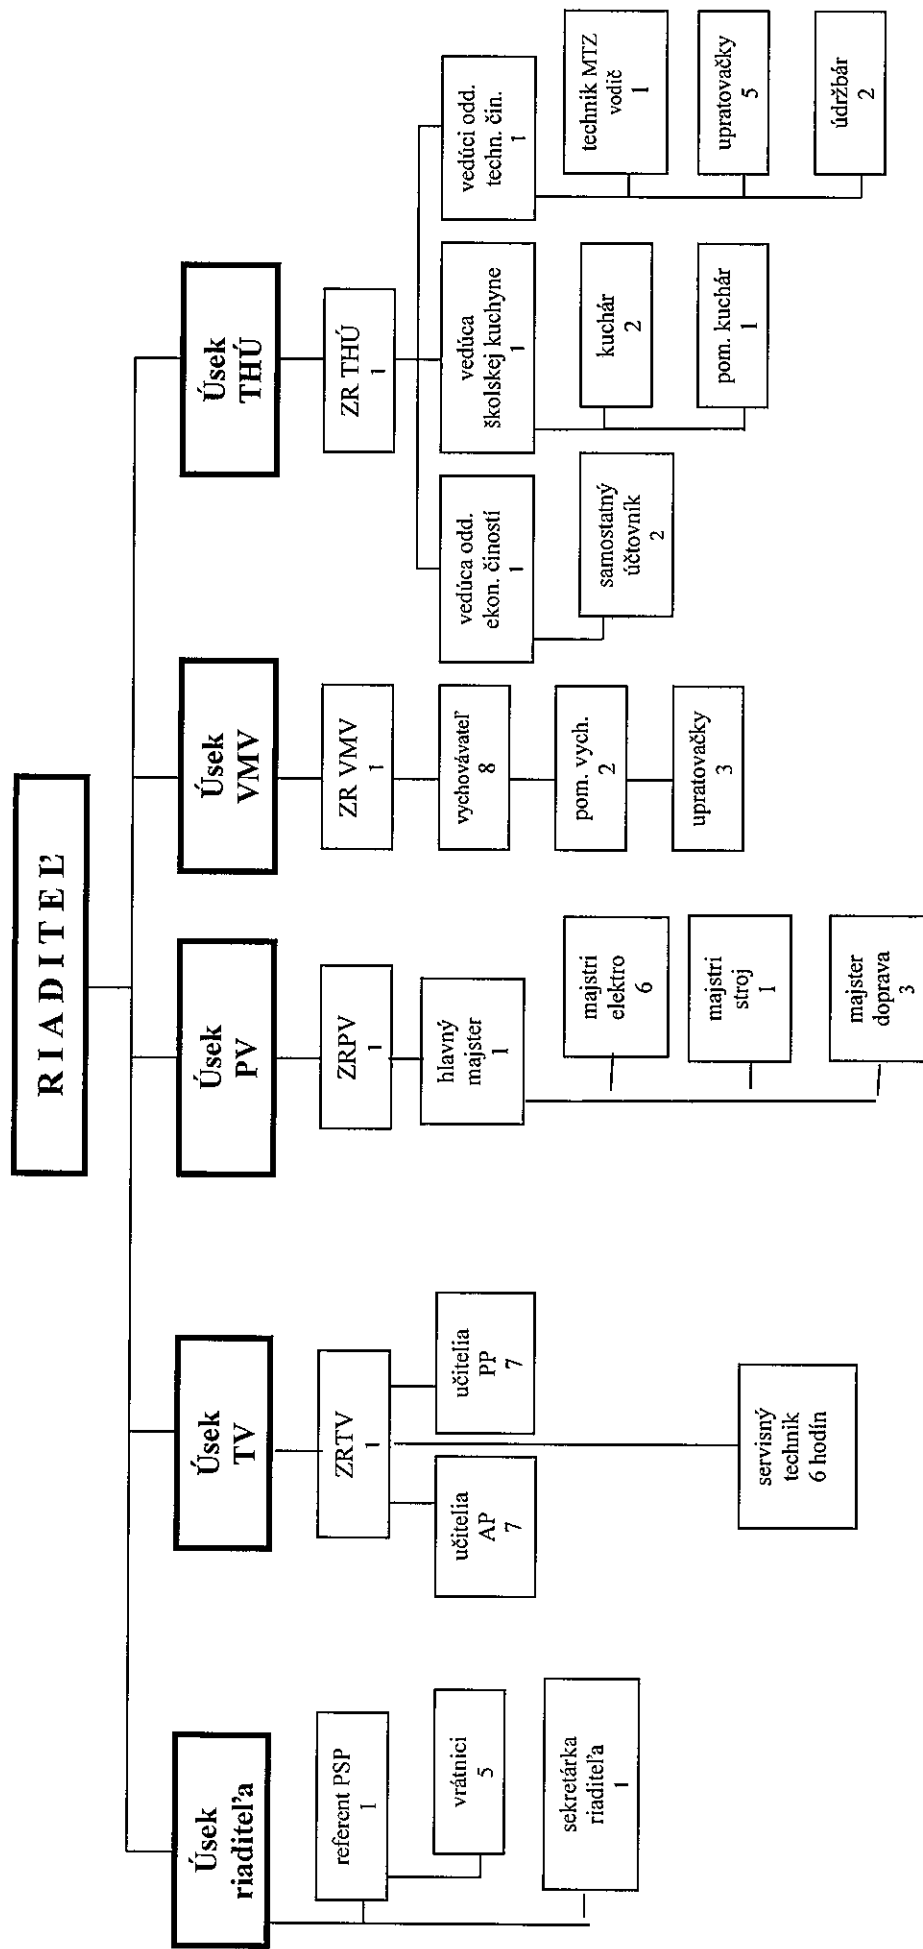 R I A D I T E Ľ
Úsek
riaditeľa
referent PSP
1
vrátnici
5
sekretárka
riaditeľa
1
Úsek
TV
ZRTV
1
učitelia
AP
7
učitelia
PP
7
servisný
technik
6 hodín
Úsek
PV
ZRPV
1
hlavný
majster
1
majstri
elektro
6
majstri
stroj
1
majster
doprava
3
Úsek
VMV
ZR VMV
1
vychovávateľ
8
pom. vych.
2
upratovačky
3
Úsek
THÚ
ZR THÚ
1
vedúca odd.
ekon. čiností
1
samostatný
účtovník
2
vedúca
školskej kuchyne
1
kuchár
2
pom. kuchár
1
vedúci odd.
techn. čin.
1
technik MTZ
vodič
1
upratovačky
5
údržbár
2